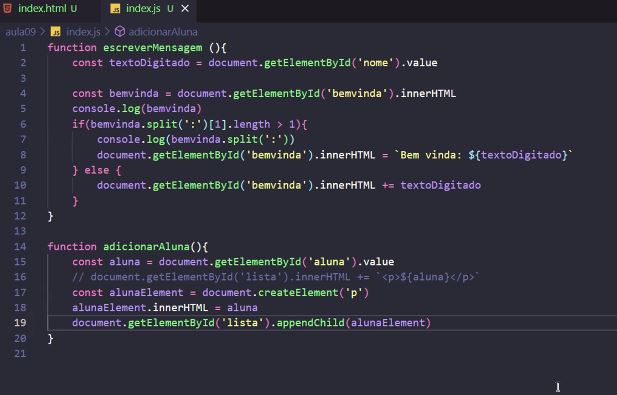 index.html U index.js U ×
aula09 > index.js > adicionarAluna
1 function escreverMensagem (){
2 const textoDigitado = document.getElementById('nome').value
3
4 const bemvinda = document.getElementById('bemvinda').innerHTML
5 console.log(bemvinda)
6 if(bemvinda.split(':')[1].length > 1){
7 console.log(bemvinda.split(':'))
8 document.getElementById('bemvinda').innerHTML = `Bem vinda: ${textoDigitado}`
9 } else {
10 document.getElementById('bemvinda').innerHTML += textoDigitado
11 }
12 }
13
14 function adicionarAluna(){
15 const aluna = document.getElementById('aluna').value
16 // document.getElementById('lista').innerHTML += `<p>${aluna}</p>`
17 const alunaElement = document.createElement('p')
18 alunaElement.innerHTML = aluna
19 document.getElementById('lista').appendChild(alunaElement)
20 }
21